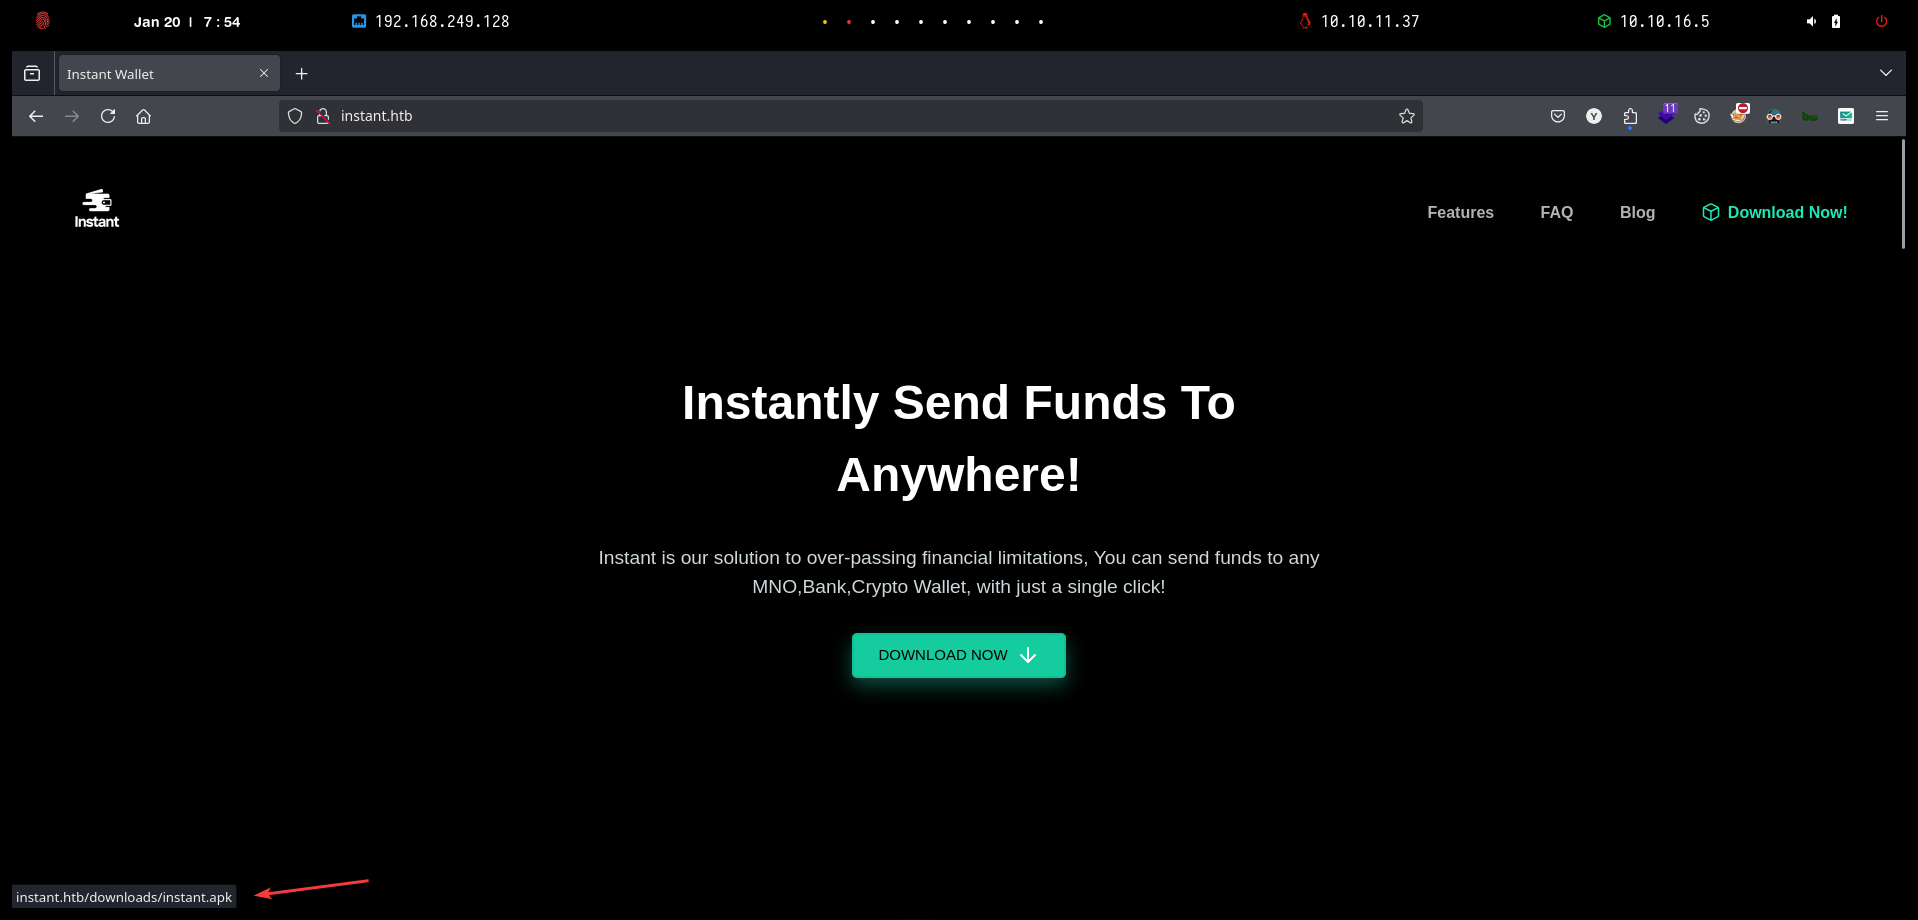 Jan 20 | 7 : 54
192.168.249.128
10.10.11.37
10.10.16.5
Instant Wallet
instant.htb
11
Y
bw
Instant
Features
FAQ
Blog
Download Now!
Instantly Send Funds To
Anywhere!
Instant is our solution to over-passing financial limitations, You can send funds to any
MNO,Bank,Crypto Wallet, with just a single click!
DOWNLOAD NOW
instant.htb/downloads/instant.apk